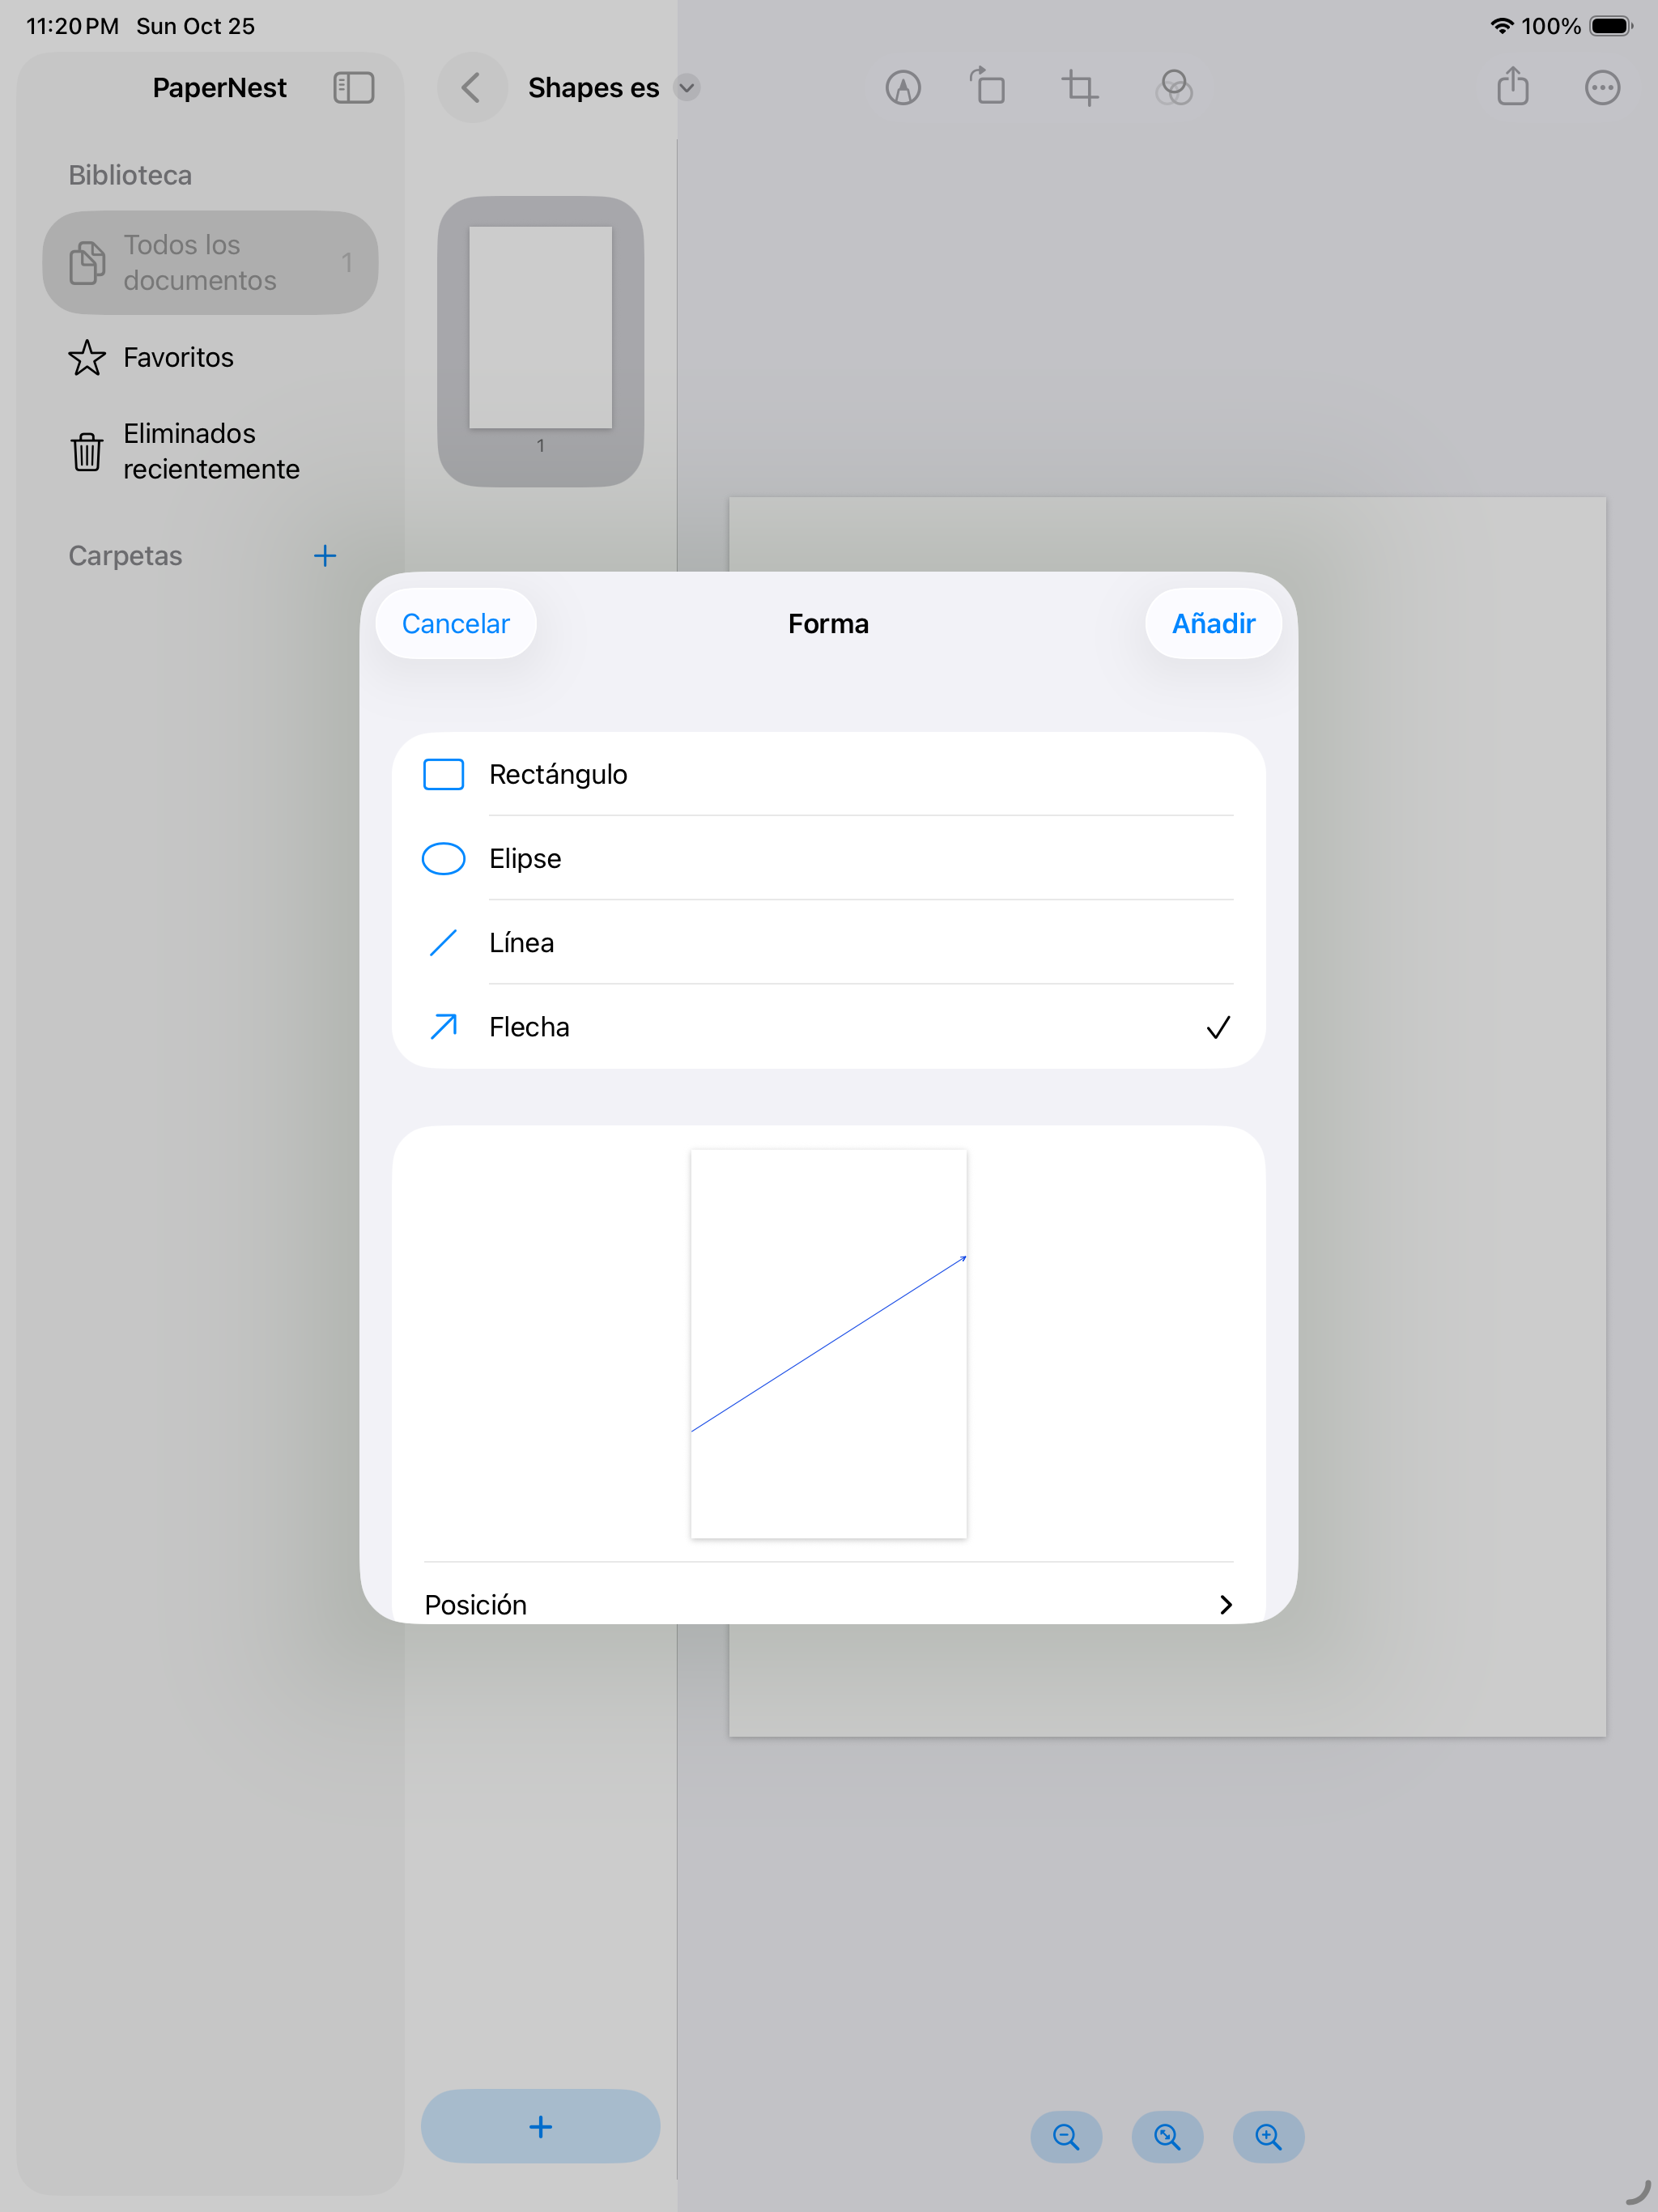 11:20 PM Sun Oct 25
100%
PaperNest
Shapes es
Biblioteca
Todos los
documentos
1
Favoritos
Eliminados
recientemente
Carpetas
1
Cancelar
Forma
Añadir
Rectángulo
Elipse
Línea
Flecha
Posición